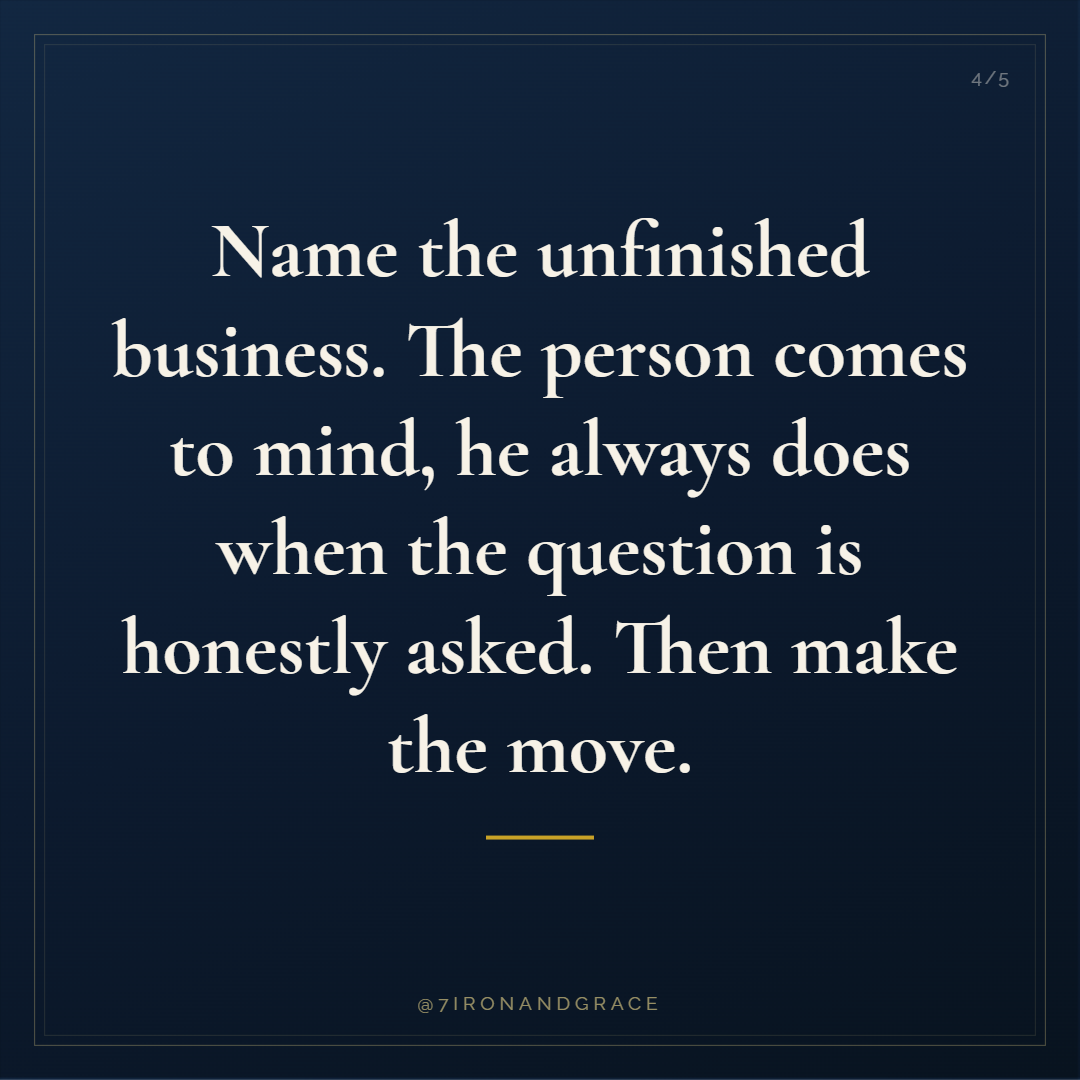 4/5
Name the unfinished
business. The person comes
to mind, he always does
when the question is
honestly asked. Then make
the move.
@7IRONANDGRACE